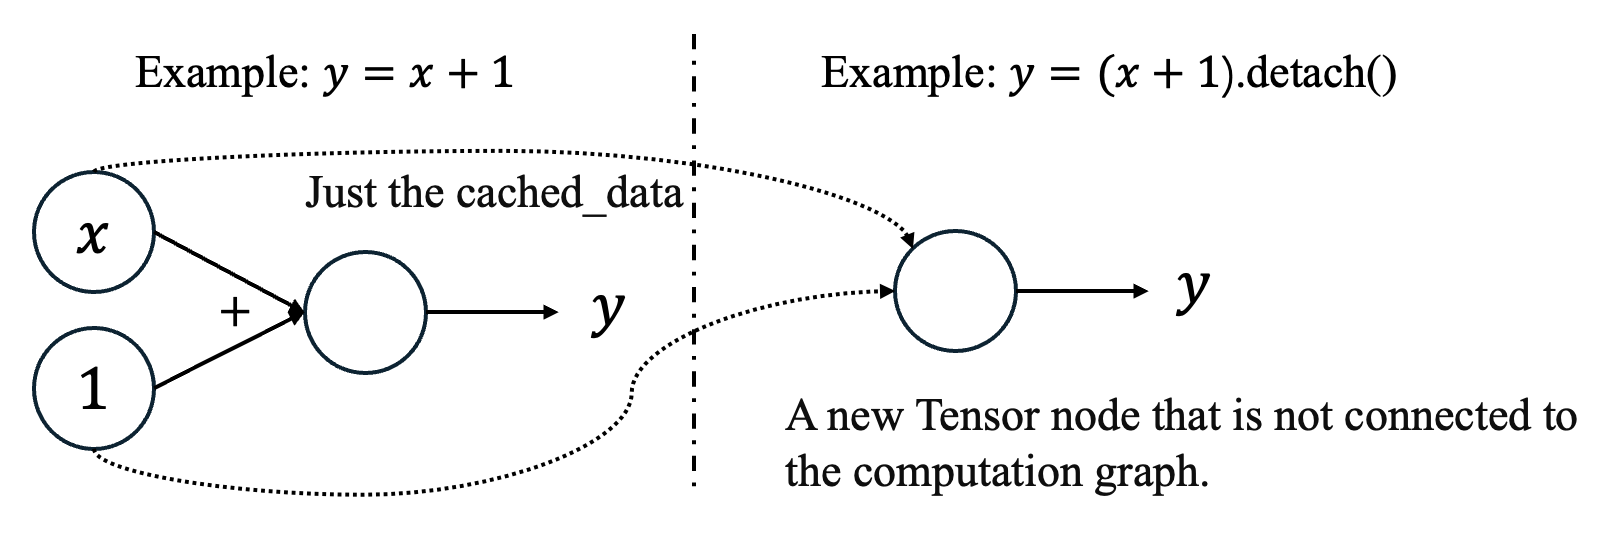 Example: y = x + 1
Example: y = (x + 1).detach()
Just the cached_data
x
+
1
y
y
A new Tensor node that is not connected to
the computation graph.